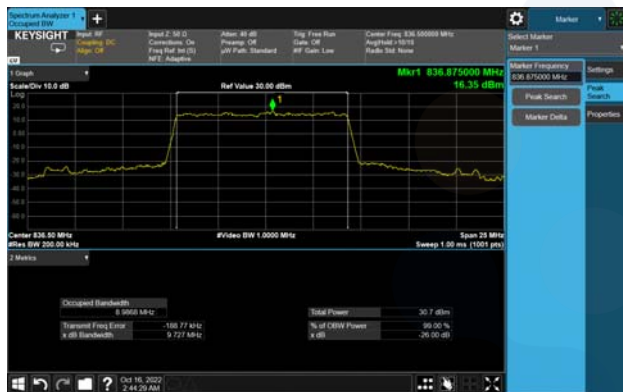 Spectrum Analyzer 1
Occupied BW
+
Marker
KEYSIGHT
Input: RF
Coupling: DC
Align: Off
Input Z: 50 Ω
Corrections: On
Freq Ref: Int (S)
NFE: Adaptive
Atten: 40 dB
Preamp: Off
µW Path: Standard
Trig: Free Run
Gate: Off
#IF Gain: Low
Center Freq: 836.500000 MHz
Avg|Hold:>10/10
Radio Std: None
Select Marker
Marker 1
1 Graph
Scale/Div 10.0 dB
Ref Value 30.00 dBm
Mkr1 836.875000 MHz
16.35 dBm
Log
1
Center 836.50 MHz
#Res BW 200.00 kHz
#Video BW 1.0000 MHz
Span 25 MHz
Sweep 1.00 ms (1001 pts)
Marker Frequency
836.875000 MHz
Peak Search
Marker Delta
Settings
Peak
Search
Properties
2 Metrics
Occupied Bandwidth
8.9868 MHz
Transmit Freq Error -188.77 kHz
x dB Bandwidth 9.727 MHz
Total Power 30.7 dBm
% of OBW Power 99.00 %
x dB -26.00 dB
?
Oct 16, 2022
2:44:29 AM